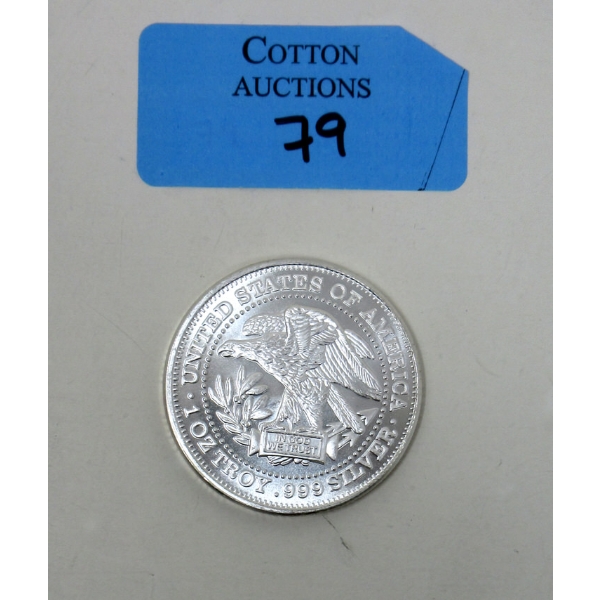 COTTON
AUCTIONS
79
· UNITED STATES OF AMERICA ·
IN GOD
WE TRUST
1 OZ TROY .999 SILVER